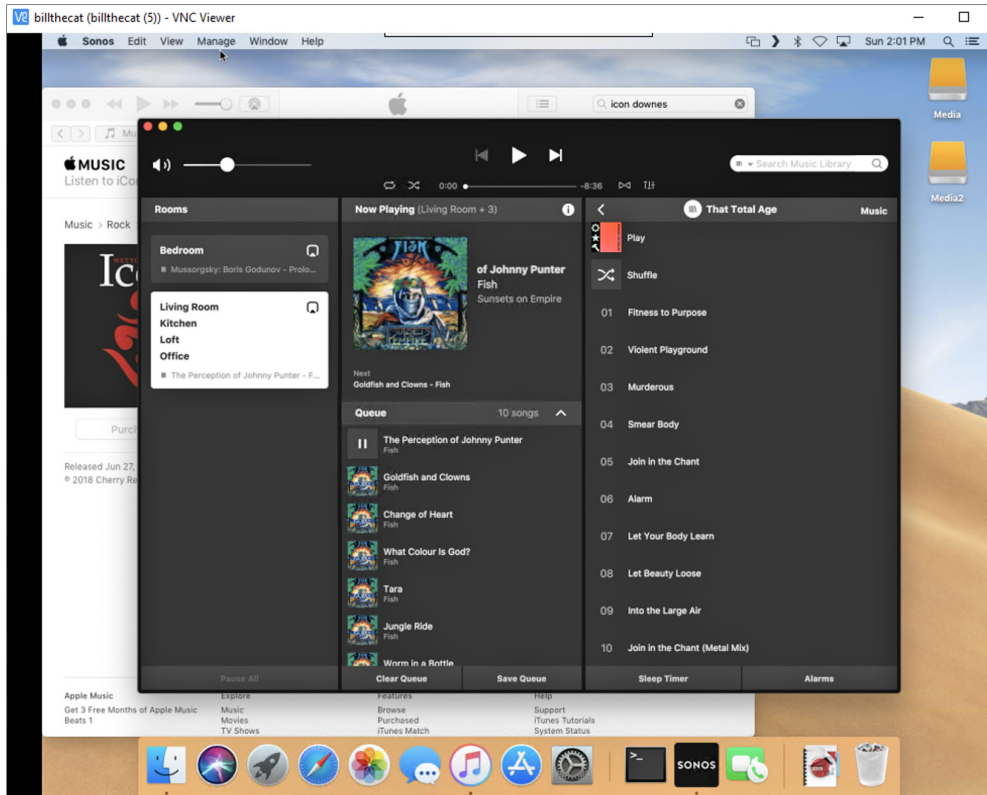 VE billthecat (billthecat (5)) - VNC Viewer
Sonos Edit View Manage Window Help
Sun 2:01 PM
icon downes
Media
Media2
MUSIC
Listen to iCo
Music > Rock
Ic
Purch
Released Jun 27,
℗ 2018 Cherry Re
Search Music Library
0:00
-8:36
Rooms
Bedroom
Mussorgsky: Boris Godunov - Prolo...
Living Room
Kitchen
Loft
Office
The Perception of Johnny Punter - F...
Pause All
Now Playing (Living Room + 3)
FISH
EMPIRE
of Johnny Punter
Fish
Sunsets on Empire
Next
Goldfish and Clowns - Fish
Queue 10 songs
The Perception of Johnny Punter
Fish
Goldfish and Clowns
Fish
Change of Heart
Fish
What Colour Is God?
Fish
Tara
Fish
Jungle Ride
Fish
Worm in a Bottle
Clear Queue Save Queue
That Total Age Music
Play
Shuffle
01 Fitness to Purpose
02 Violent Playground
03 Murderous
04 Smear Body
05 Join in the Chant
06 Alarm
07 Let Your Body Learn
08 Let Beauty Loose
09 Into the Large Air
10 Join in the Chant (Metal Mix)
Sleep Timer Alarms
Apple Music Explore Features Help
Get 3 Free Months of Apple Music Music Browse Support
Beats 1 Movies Purchased iTunes Tutorials
TV Shows iTunes Match System Status
SONOS